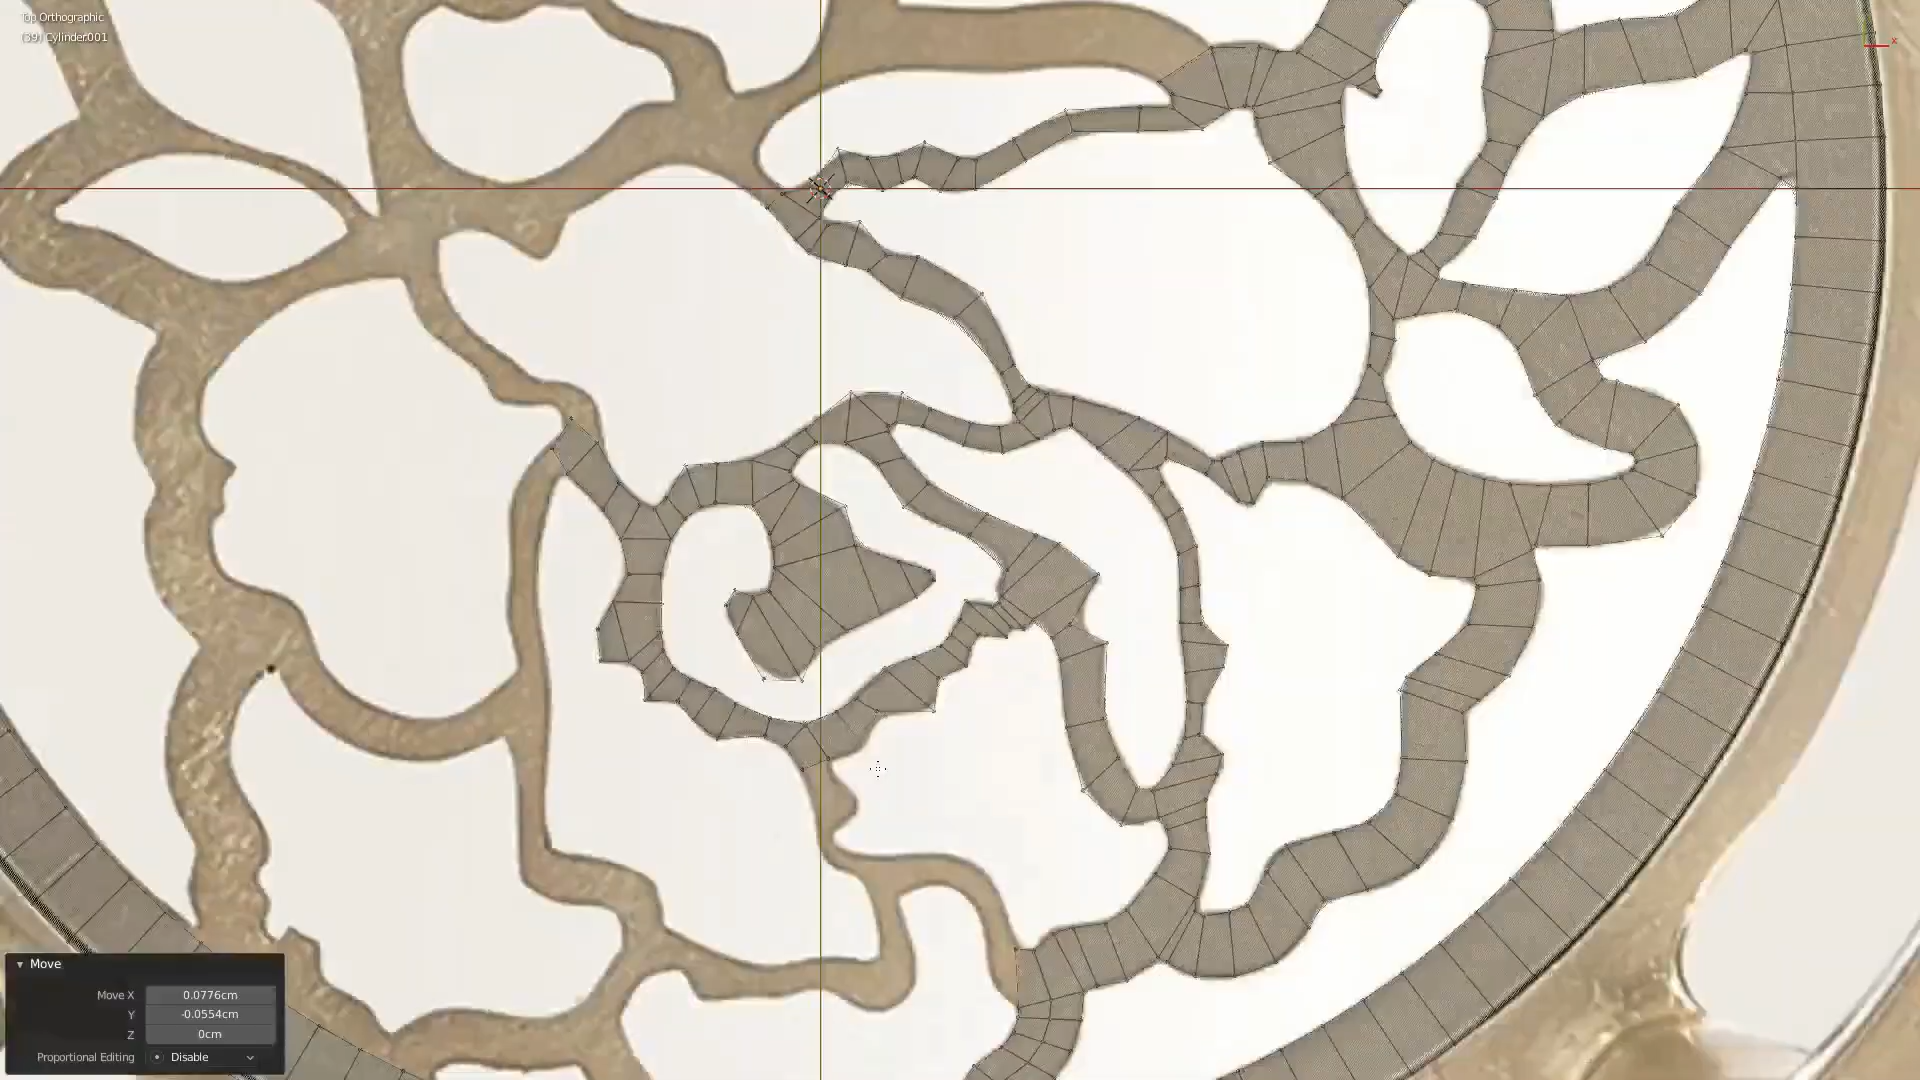 Top Orthographic
(39) Cylinder.001
x
Move
Move X 0.0776cm
Y -0.0554cm
Z 0cm
Proportional Editing Disable